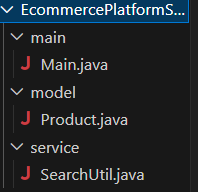 EcommercePlatformS...
main
Main.java
model
Product.java
service
SearchUtil.java